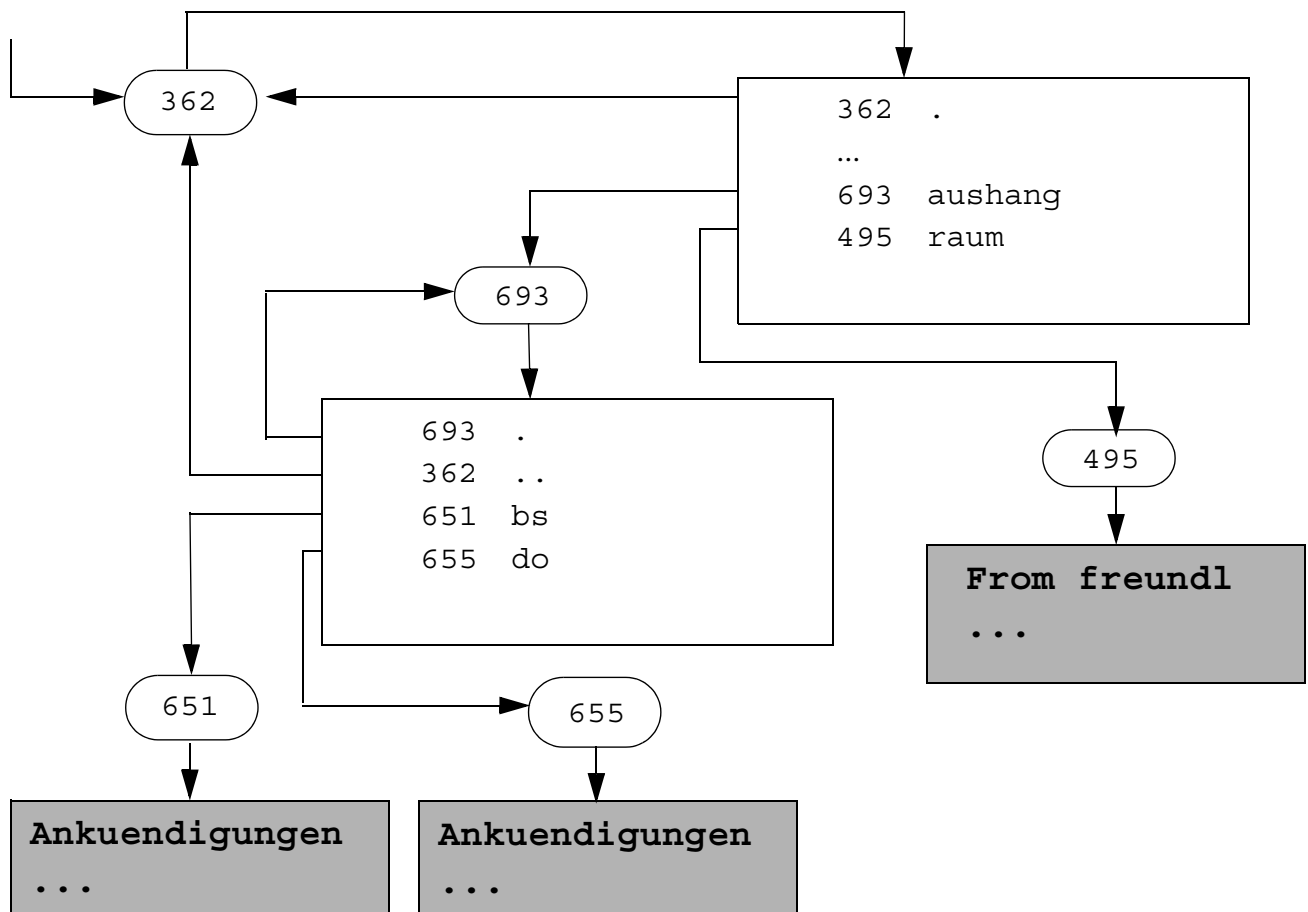 362
362 .
…
693 aushang
495 raum
693
693 .
362 ..
651 bs
655 do
495
From freundl
...
651
655
Ankuendigungen
...
Ankuendigungen
...